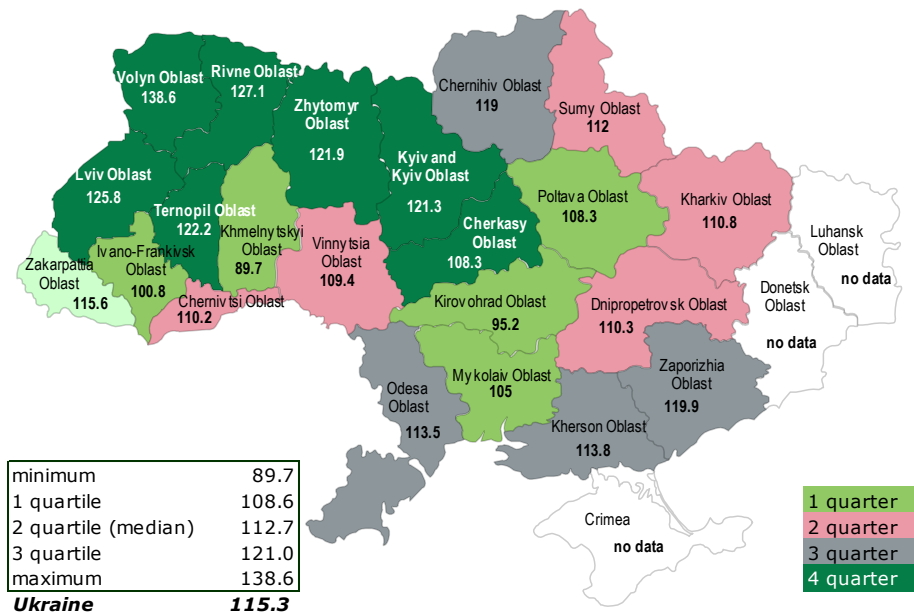 Volyn Oblast
138.6
Rivne Oblast
127.1
Zhytomyr
Oblast
121.9
Chernihiv Oblast
119
Sumy Oblast
112
Kyiv and
Kyiv Oblast
121.3
Lviv Oblast
125.8
Ternopil Oblast
122.2
Khmelnytskyi
Oblast
89.7
Vinnytsia
Oblast
109.4
Cherkasy
Oblast
108.3
Poltava Oblast
108.3
Kharkiv Oblast
110.8
Luhansk
Oblast
no data
Zakarpattia
Oblast
115.6
Ivano-Frankivsk
Oblast
100.8
Chernivtsi Oblast
110.2
Kirovohrad Oblast
95.2
Dnipropetrovsk Oblast
110.3
Donetsk
Oblast
no data
Odesa
Oblast
113.5
Mykolaiv Oblast
105
Kherson Oblast
113.8
Zaporizhia
Oblast
119.9
Crimea
no data
minimum 89.7
1 quartile 108.6
2 quartile (median) 112.7
3 quartile 121.0
maximum 138.6
Ukraine 115.3
1 quarter
2 quarter
3 quarter
4 quarter